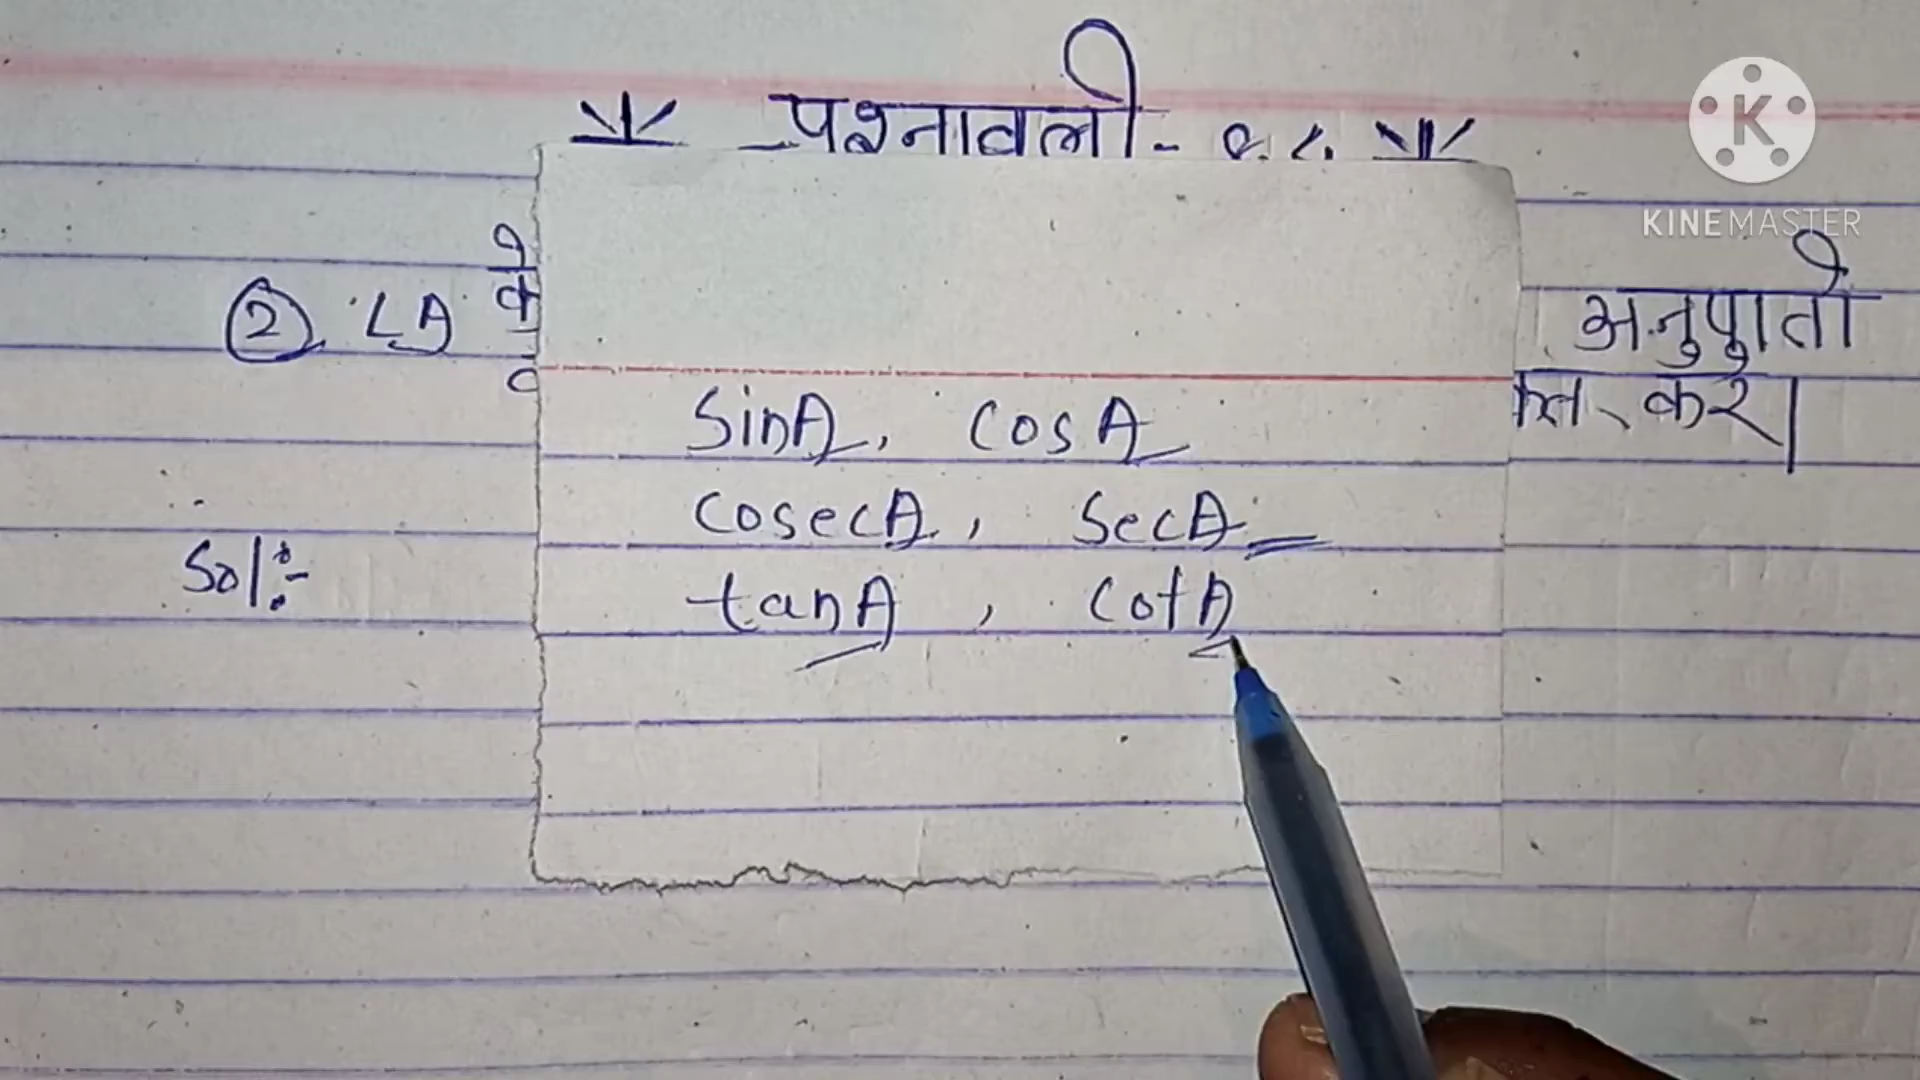 प्रश्नावली-
KINEMASTER
② ∠A के अनुपातो
करे।
SinA, CosA
CosecA, SecA
Sol:-
tanA, CotA